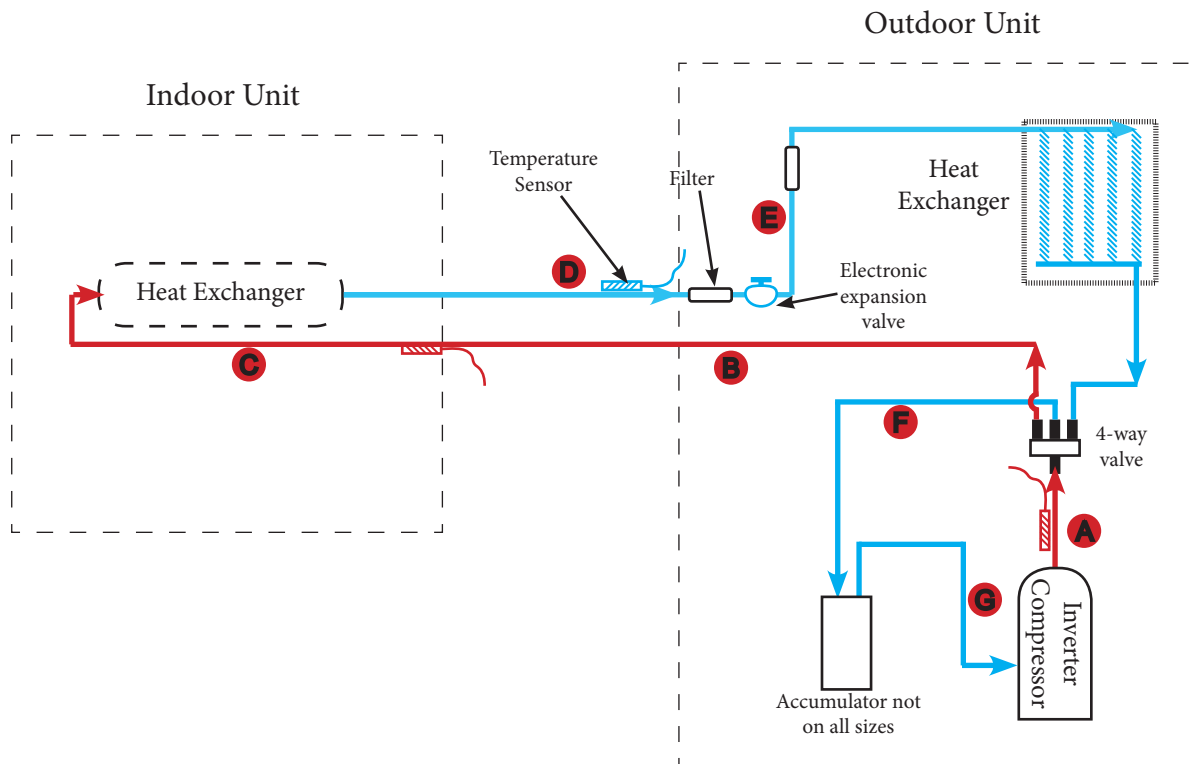 Outdoor Unit
Indoor Unit
Temperature
Sensor
Filter
Heat
Exchanger
E
D
Heat Exchanger
Electronic
expansion
valve
C
B
F
4-way
valve
A
G
Inverter
Compressor
Accumulator not
on all sizes